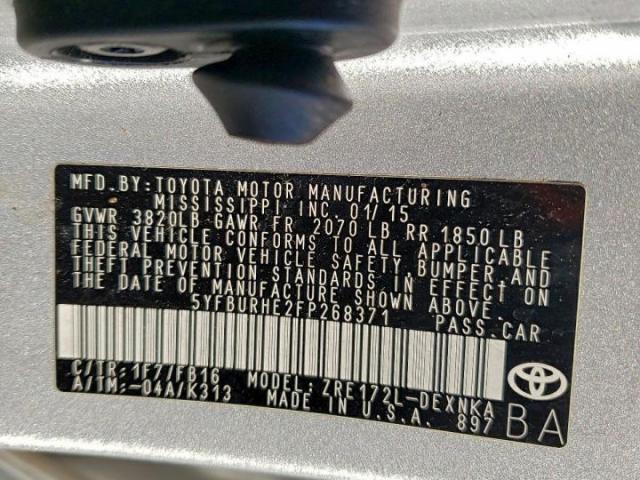 MFD.BY:TOYOTA MOTOR MANUFACTURING
MISSISSIPPI INC. 01/15
GVWR 3820LB GAWR FR 2070 LB RR 1850 LB
THIS VEHICLE CONFORMS TO ALL APPLICABLE
FEDERAL MOTOR VEHICLE SAFETY, BUMPER, AND
THEFT PREVENTION STANDARDS IN EFFECT ON
THE DATE OF MANUFACTURE SHOWN ABOVE.
5YFBURHE2FP268371 PASS.CAR
C/TR:1F7/FB16 MODEL: ZRE172L-DEXNKA
A/TM:-04A/K313 MADE IN U.S.A. 897
TOYOTA
BA